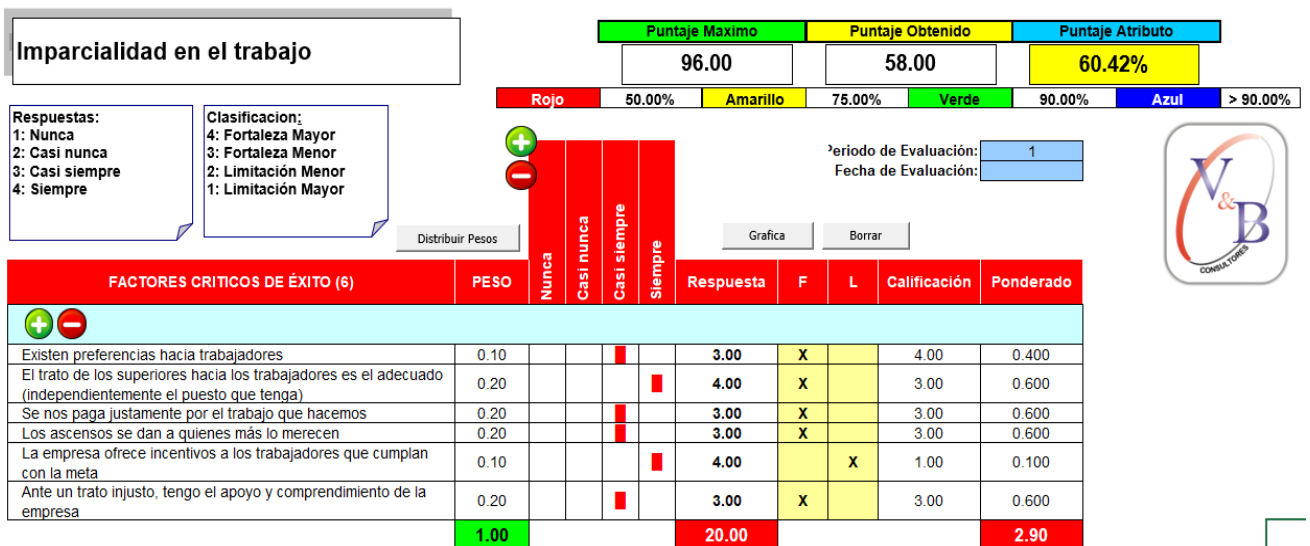 Imparcialidad en el trabajo
Puntaje Maximo Puntaje Obtenido Puntaje Atributo
96.00 58.00 60.42%
Rojo 50.00% Amarillo 75.00% Verde 90.00% Azul > 90.00%
Respuestas:
1: Nunca
2: Casi nunca
3: Casi siempre
4: Siempre
Clasificacion:
4: Fortaleza Mayor
3: Fortaleza Menor
2: Limitación Menor
1: Limitación Mayor
de Evaluación: 1
Fecha de Evaluación:
V&B
CONSULTORES
Distribuir Pesos
Grafica
Borrar
FACTORES CRITICOS DE ÉXITO (6) PESO Nunca Casi nunca Casi siempre Siempre Respuesta F L Calificación Ponderado
Existen preferencias hacia trabajadores 0.10 3.00 X 4.00 0.400
El trato de los superiores hacia los trabajadores es el adecuado
(independientemente el puesto que tenga) 0.20 4.00 X 3.00 0.600
Se nos paga justamente por el trabajo que hacemos 0.20 3.00 X 3.00 0.600
Los ascensos se dan a quienes más lo merecen 0.20 3.00 X 3.00 0.600
La empresa ofrece incentivos a los trabajadores que cumplan
con la meta 0.10 4.00 X 1.00 0.100
Ante un trato injusto, tengo el apoyo y comprendimiento de la
empresa 0.20 3.00 X 3.00 0.600
1.00 20.00 2.90